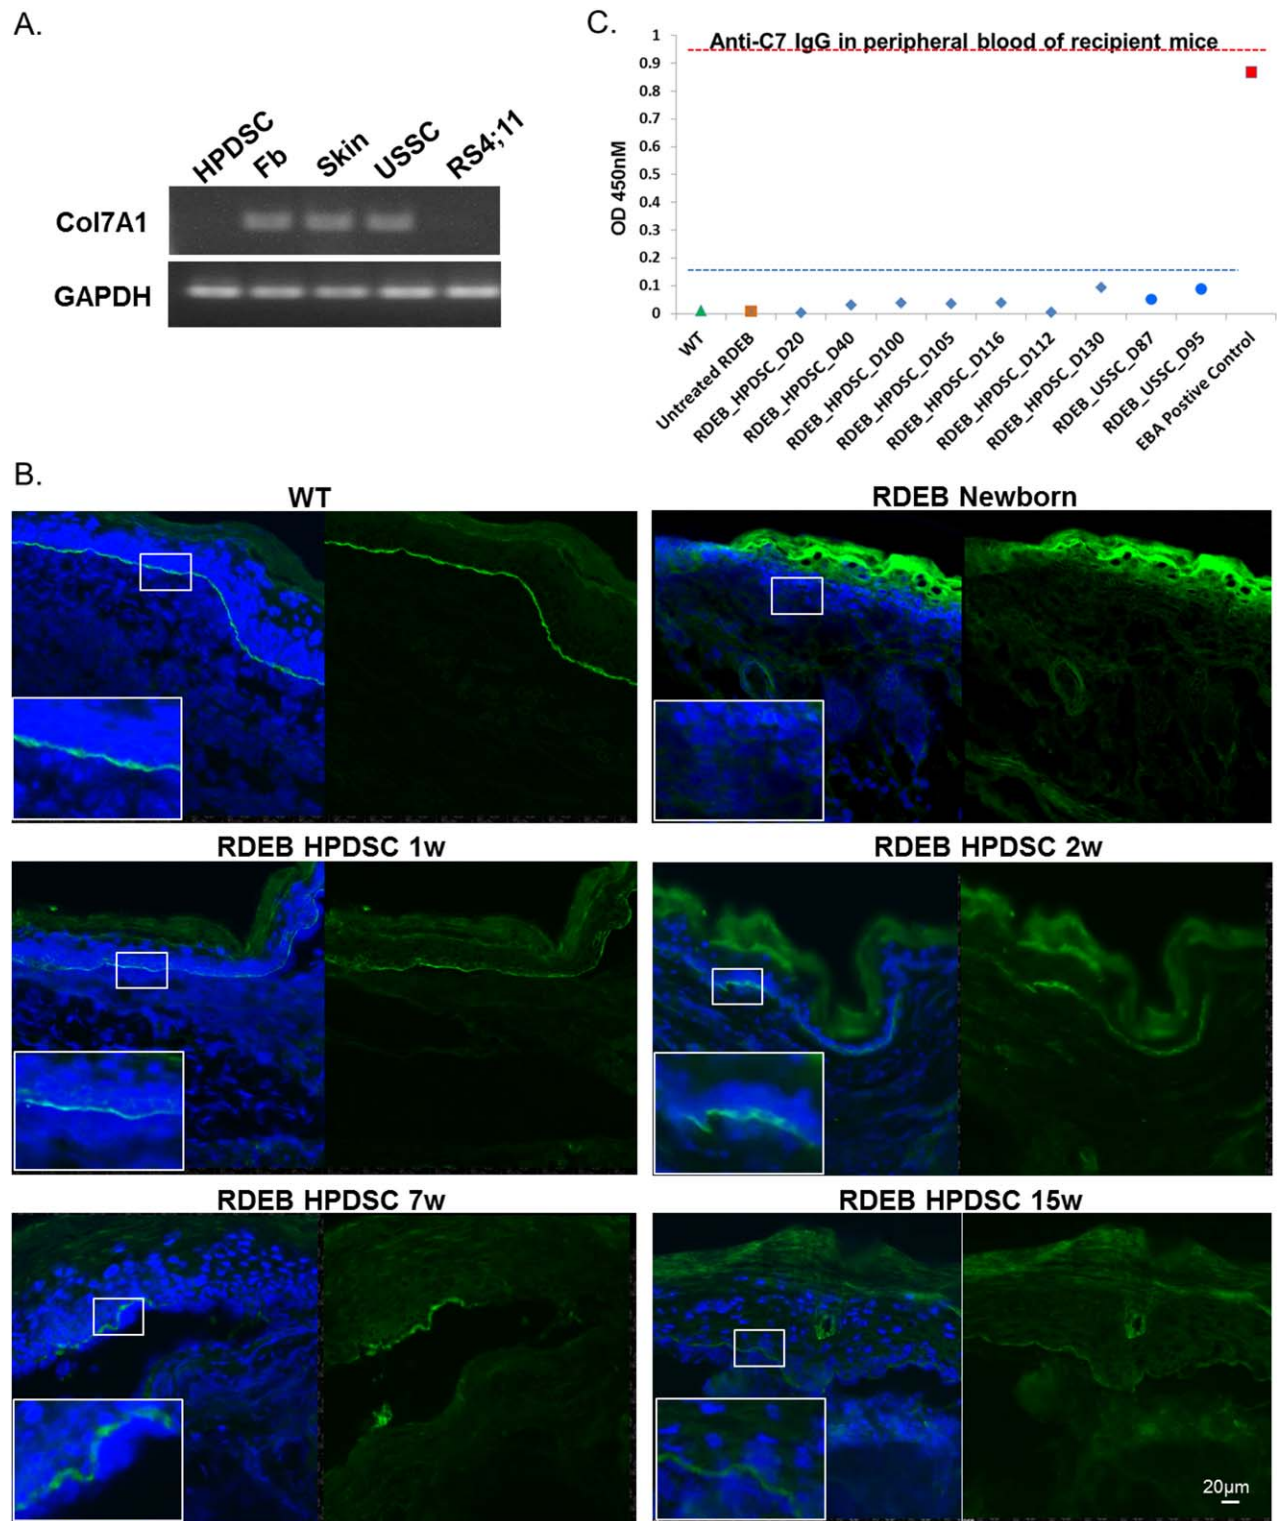 A.
HPDSC
Fb
Skin
USSC
RS4;11
Col7A1
GAPDH
C.
Anti-C7 IgG in peripheral blood of recipient mice
OD 450nM
1
0.9
0.8
0.7
0.6
0.5
0.4
0.3
0.2
0.1
0
WT
Untreated RDEB
RDEB_HPDSC_D20
RDEB_HPDSC_D40
RDEB_HPDSC_D100
RDEB_HPDSC_D105
RDEB_HPDSC_D116
RDEB_HPDSC_D112
RDEB_HPDSC_D130
RDEB_USSC_D87
RDEB_USSC_D95
EBA Postive Control
B.
WT
RDEB Newborn
RDEB HPDSC 1w
RDEB HPDSC 2w
RDEB HPDSC 7w
RDEB HPDSC 15w
20μm